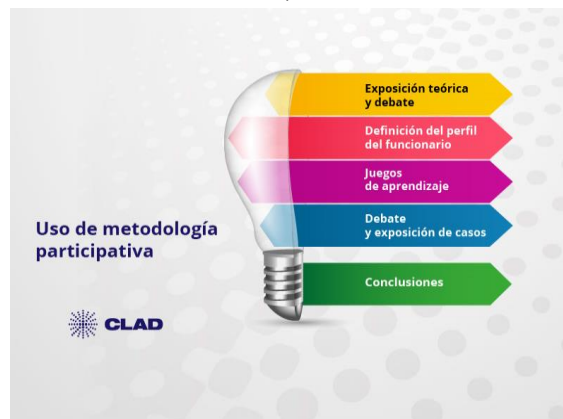 Exposición teórica
y debate
Definición del perfil
del funcionario
Juegos
de aprendizaje
Debate
y exposición de casos
Conclusiones
Uso de metodología
participativa
CLAD